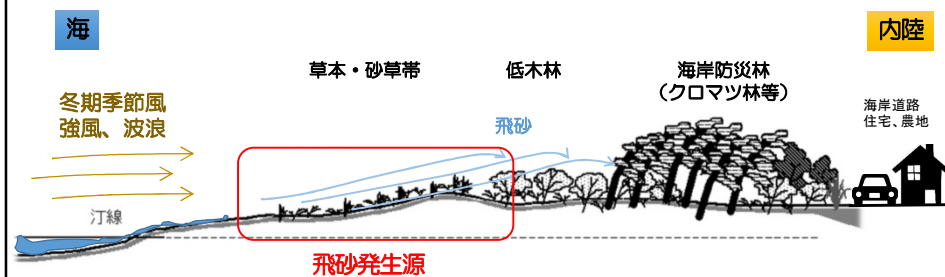 海
内陸
草本・砂草帯
低木林
海岸防災林
（クロマツ林等）
海岸道路
住宅、農地
冬期季節風
強風、波浪
飛砂
汀線
飛砂発生源